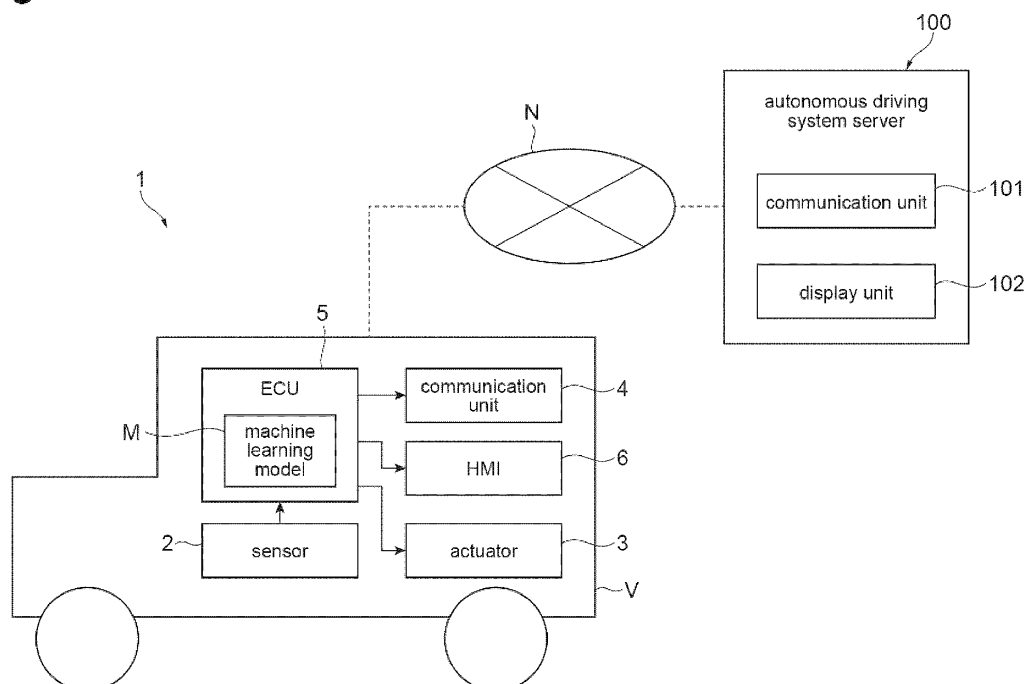 100
autonomous driving
system server
N
1
communication unit
101
display unit
102
5
ECU
communication
unit
4
M
machine
learning
model
HMI
6
2
sensor
actuator
3
V